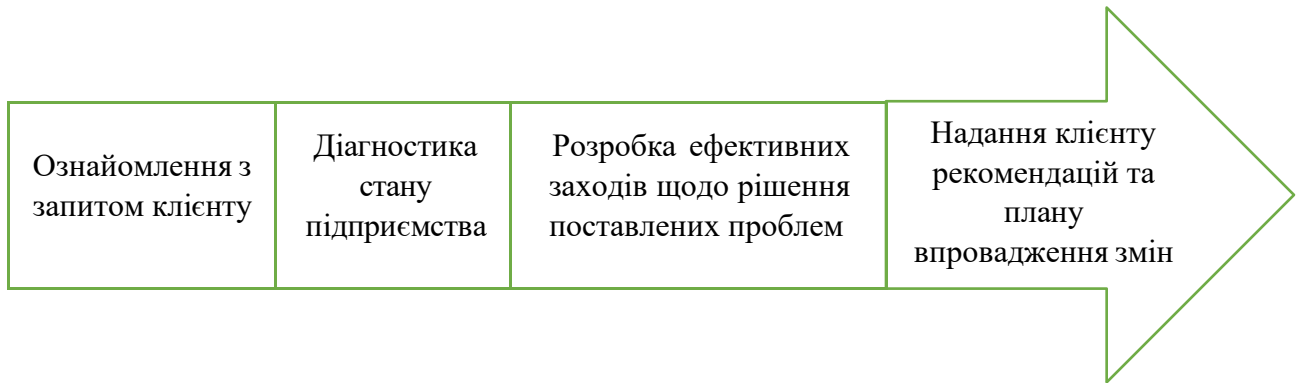 Ознайомлення з
запитом клієнту
Діагностика
стану
підприємства
Розробка ефективних
заходів щодо рішення
поставлених проблем
Надання клієнту
рекомендацій та
плану
впровадження змін